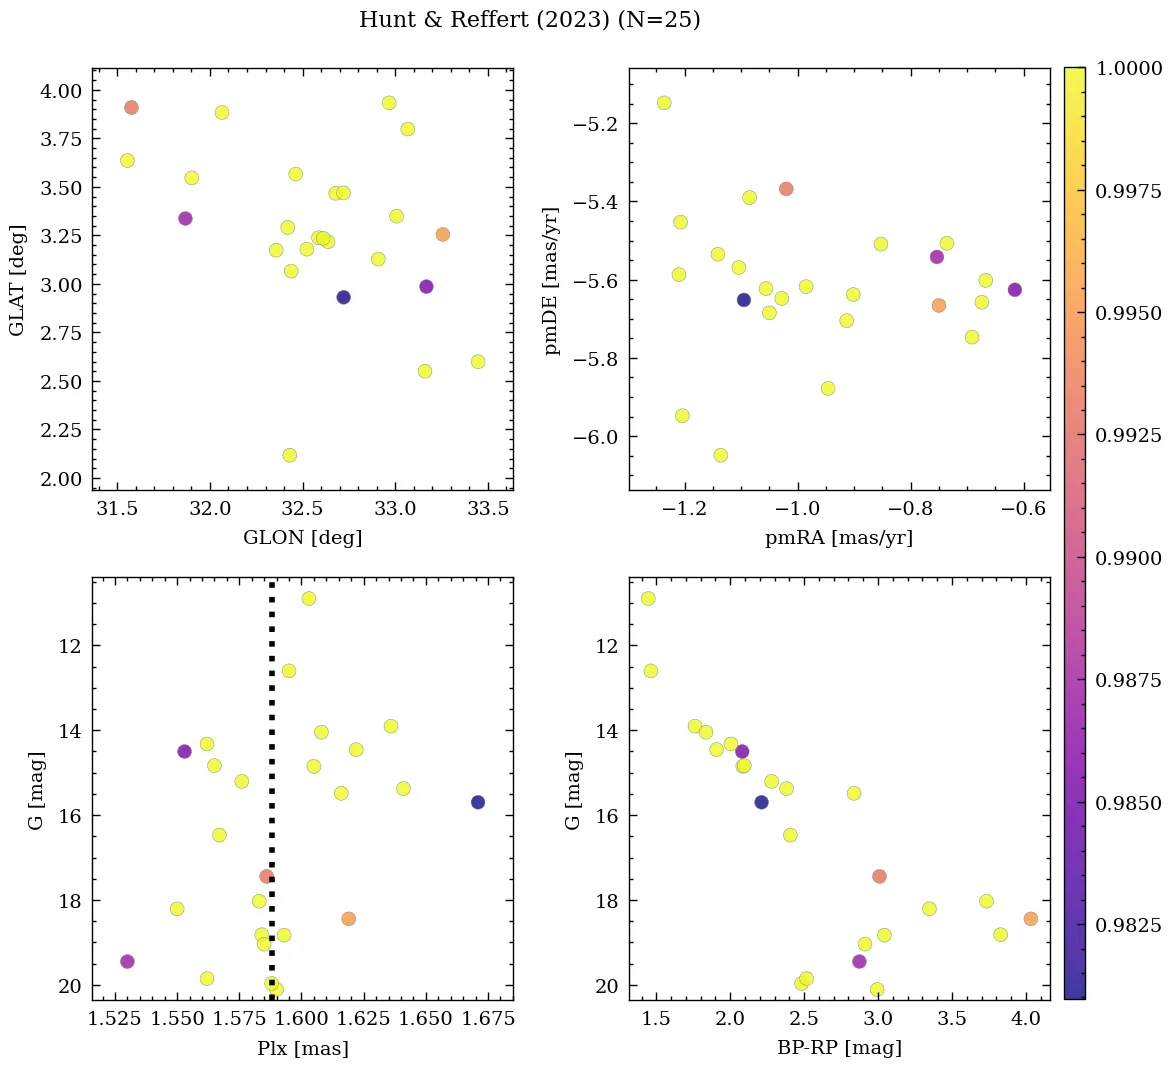 Hunt & Reffert (2023) (N=25)
4.00
3.75
3.50
3.25
3.00
2.75
2.50
2.25
2.00
GLAT [deg]
31.5 32.0 32.5 33.0 33.5
GLON [deg]
−5.2
−5.4
−5.6
−5.8
−6.0
pmDE [mas/yr]
−1.2 −1.0 −0.8 −0.6
pmRA [mas/yr]
12
14
16
18
20
G [mag]
1.525 1.550 1.575 1.600 1.625 1.650 1.675
Plx [mas]
12
14
16
18
20
G [mag]
1.5 2.0 2.5 3.0 3.5 4.0
BP-RP [mag]
1.0000
0.9975
0.9950
0.9925
0.9900
0.9875
0.9850
0.9825